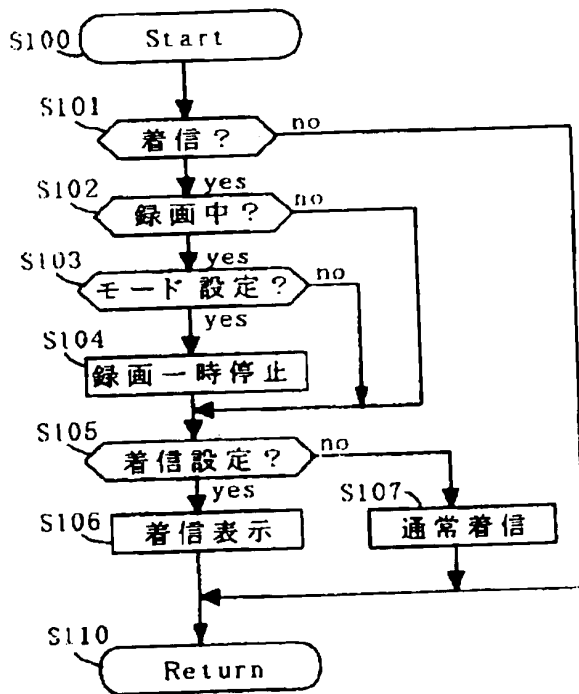 S100
Start
S101
着信?
no
yes
S102
録画中?
no
yes
S103
モード設定?
no
yes
S104
録画一時停止
S105
着信設定?
no
yes
S106
着信表示
S107
通常着信
S110
Return